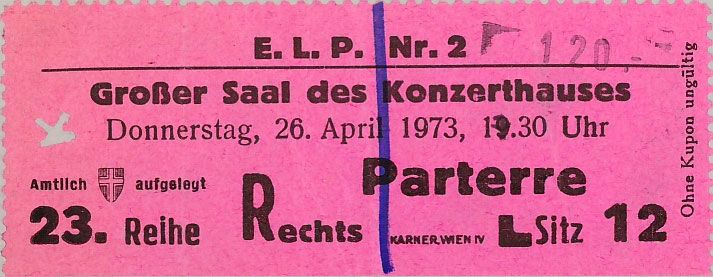 E. L. P. Nr. 2 120,-
Großer Saal des Konzerthauses
Donnerstag, 26. April 1973, 19.30 Uhr
Parterre
Amtlich aufgelegt
23. Reihe Rechts KARNER, WIEN IV L Sitz 12
Ohne Kupon ungültig